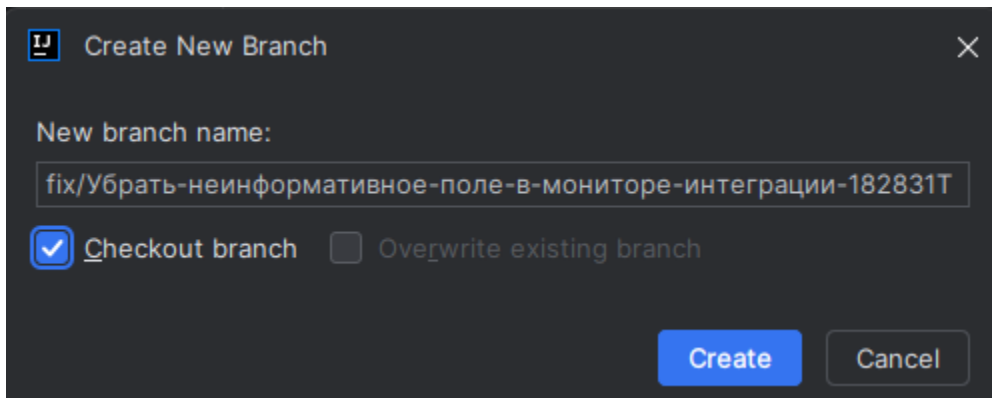 IJ
Create New Branch
New branch name:
fix/Убрать-неинформативное-поле-в-мониторе-интеграции-182831T
Checkout branch Overwrite existing branch
Create Cancel